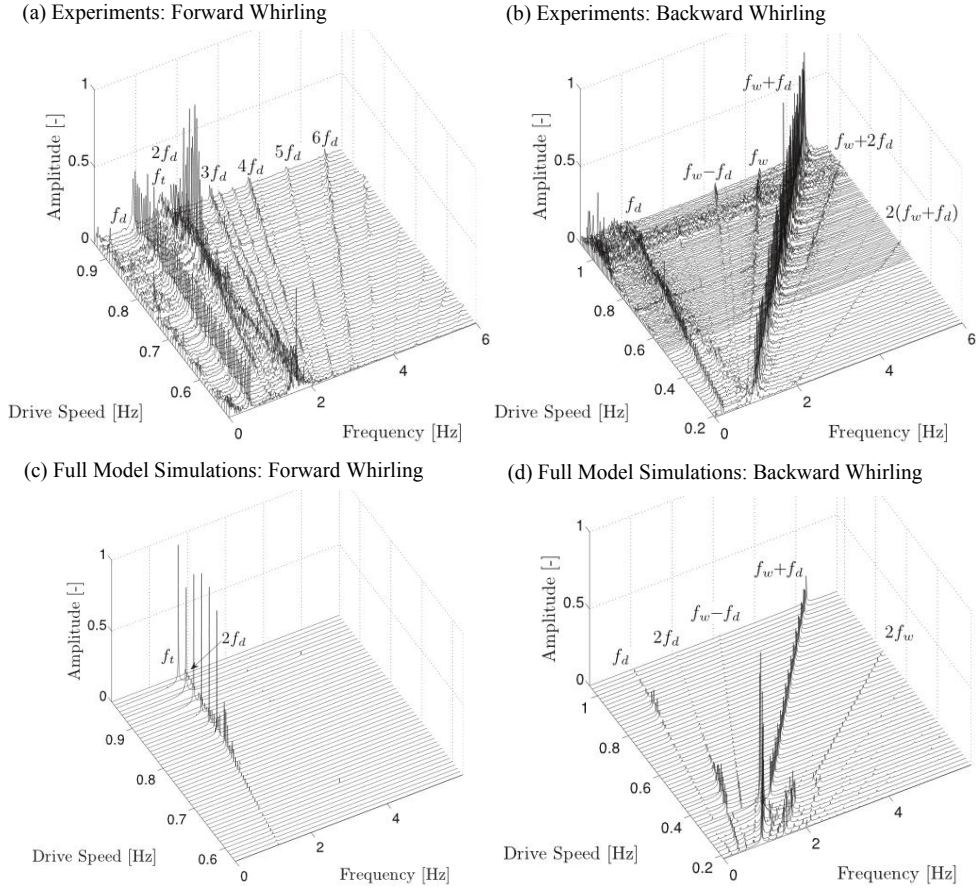 (a) Experiments: Forward Whirling
1
0.5
0
Amplitude [-]
f_d
f_t
2f_d
3f_d
4f_d
5f_d
6f_d
0.9
0.8
0.7
0.6
Drive Speed [Hz]
0
2
4
6
Frequency [Hz]
(b) Experiments: Backward Whirling
1
0.5
0
Amplitude [-]
f_d
f_w−f_d
f_w
f_w+f_d
f_w+2f_d
2(f_w+f_d)
1
0.8
0.6
0.4
0.2
Drive Speed [Hz]
0
2
4
6
Frequency [Hz]
(c) Full Model Simulations: Forward Whirling
1
0.5
0
Amplitude [-]
f_t
2f_d
0.9
0.8
0.7
0.6
Drive Speed [Hz]
0
2
4
Frequency [Hz]
(d) Full Model Simulations: Backward Whirling
1
0.5
0
Amplitude [-]
f_d
2f_d
f_w−f_d
f_w+f_d
2f_w
1
0.8
0.6
0.4
0.2
Drive Speed [Hz]
0
2
4
Frequency [Hz]